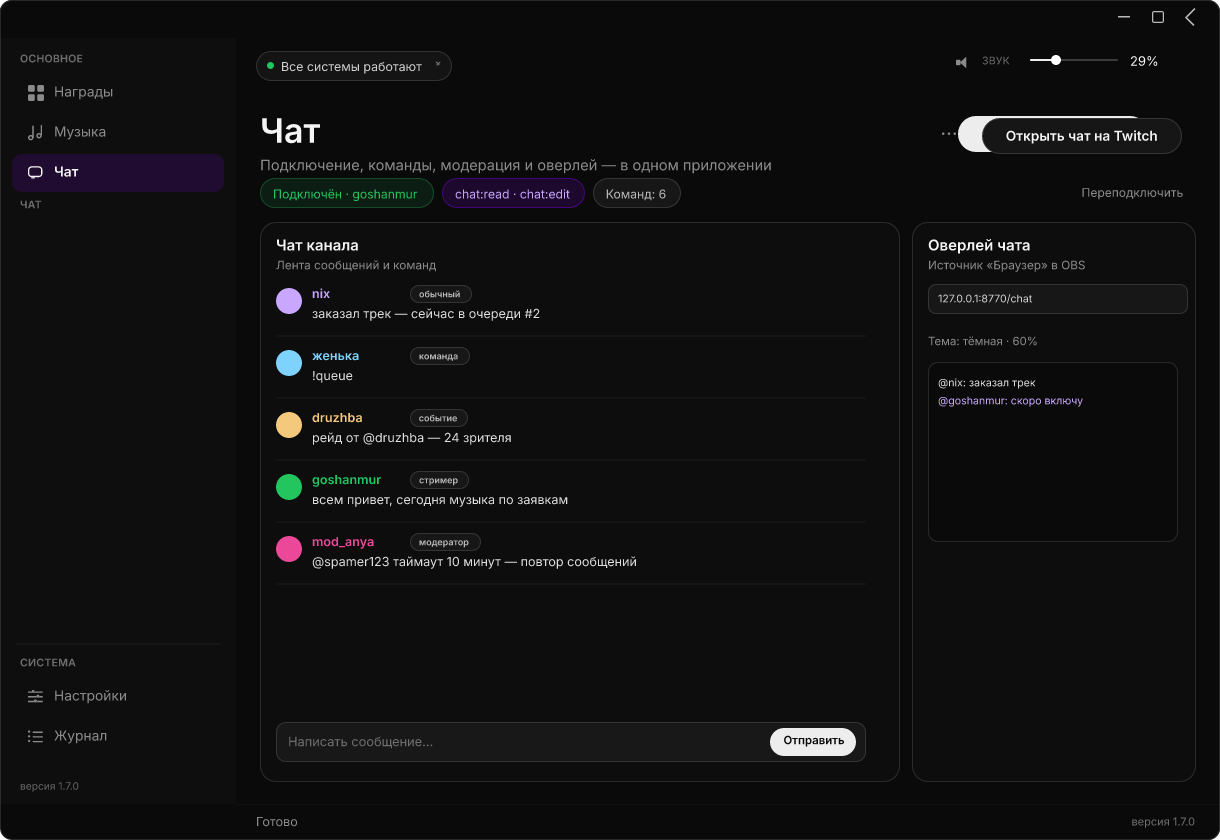 ОСНОВНОЕ
Награды
Музыка
Чат
ЧАТ
СИСТЕМА
Настройки
Журнал
версия 1.7.0
Все системы работают
ЗВУК
29%
Чат
Подключение, команды, модерация и оверлей — в одном приложении
...
Открыть чат на Twitch
Подключён · goshanmur
chat:read · chat:edit
Команд: 6
Переподключить
Чат канала
Лента сообщений и команд
nix обычный
заказал трек — сейчас в очереди #2
женька команда
!queue
druzhba событие
рейд от @druzhba — 24 зрителя
goshanmur стример
всем привет, сегодня музыка по заявкам
mod_anya модератор
@spamer123 таймаут 10 минут — повтор сообщений
Написать сообщение...
Отправить
Оверлей чата
Источник «Браузер» в OBS
127.0.0.1:8770/chat
Тема: тёмная · 60%
@nix: заказал трек
@goshanmur: скоро включу
Готово
версия 1.7.0